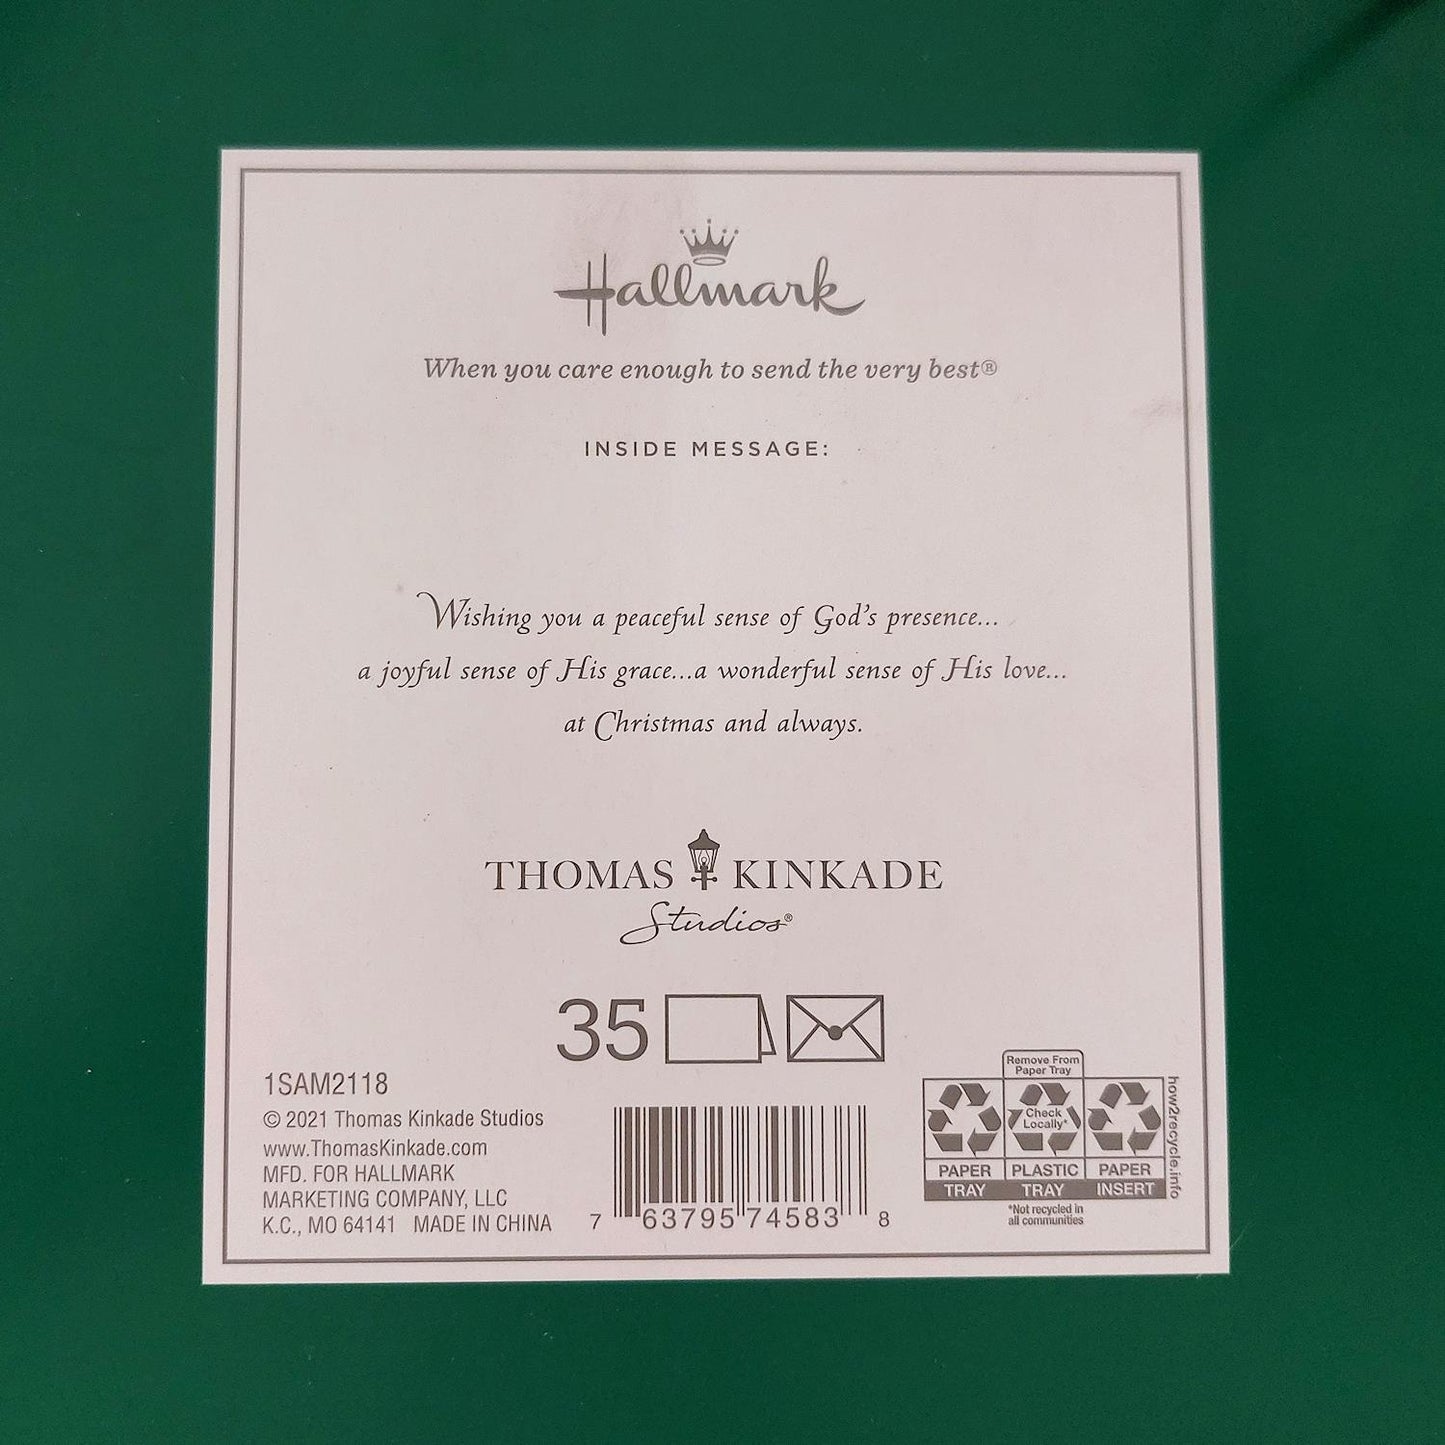 Hallmark
When you care enough to send the very best®
INSIDE MESSAGE:
Wishing you a peaceful sense of God's presence...
a joyful sense of His grace...a wonderful sense of His love...
at Christmas and always.
THOMAS KINKADE
Studios®
35
1SAM2118
© 2021 Thomas Kinkade Studios
www.ThomasKinkade.com
MFD. FOR HALLMARK
MARKETING COMPANY, LLC
K.C., MO 64141 MADE IN CHINA
7 63795 74583 8
Remove From
Paper Tray
Check
Locally*
PAPER PLASTIC PAPER
TRAY TRAY INSERT
*Not recycled in
all communities
how2recycle.info